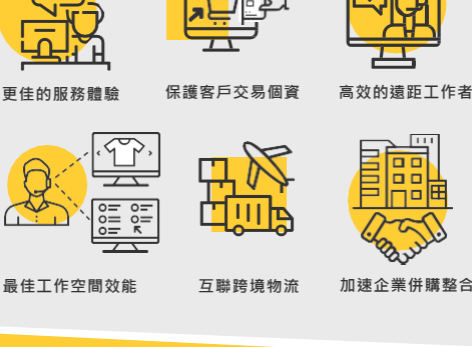 更佳的服務體驗
保護客戶交易個資
高效的遠距工作者
最佳工作空間效能
互聯跨境物流
加速企業併購整合